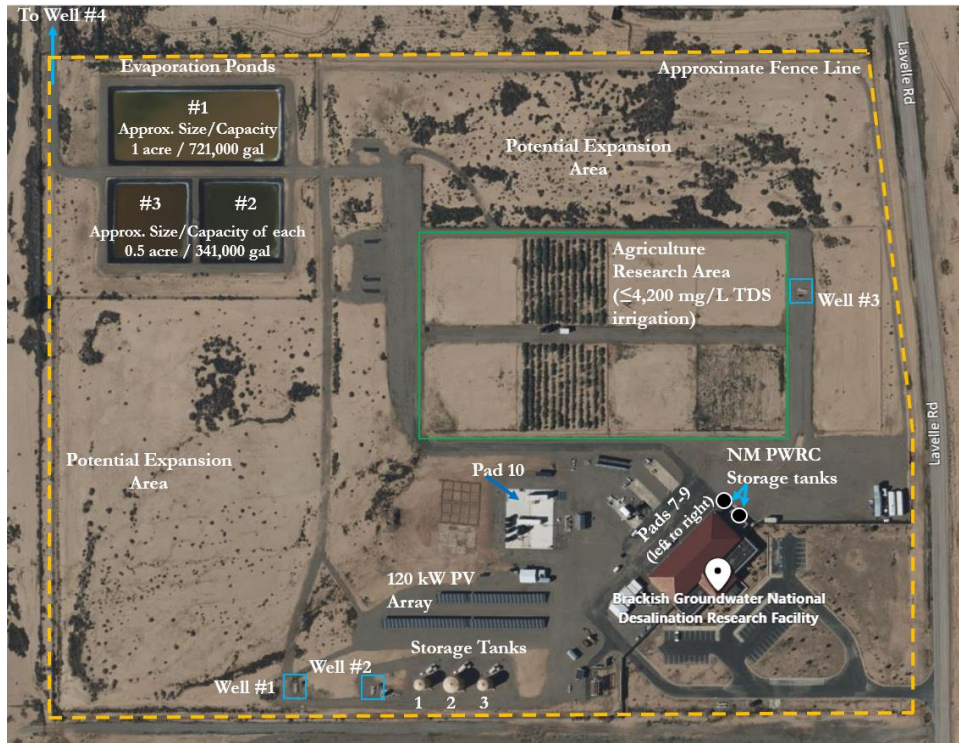 To Well #4
Evaporation Ponds
Approximate Fence Line
Lavelle Rd
#1
Approx. Size/Capacity
1 acre / 721,000 gal
Potential Expansion
Area
#3
#2
Approx. Size/Capacity of each
0.5 acre / 341,000 gal
Agriculture
Research Area
(≤4,200 mg/L TDS
irrigation)
Well #3
Lavelle Rd
Potential Expansion
Area
Pad 10
NM PWRC
Storage tanks
Pads 7-9
(left to right)
120 kW PV
Array
Brackish Groundwater National
Desalination Research Facility
Storage Tanks
Well #1
Well #2
1
2
3